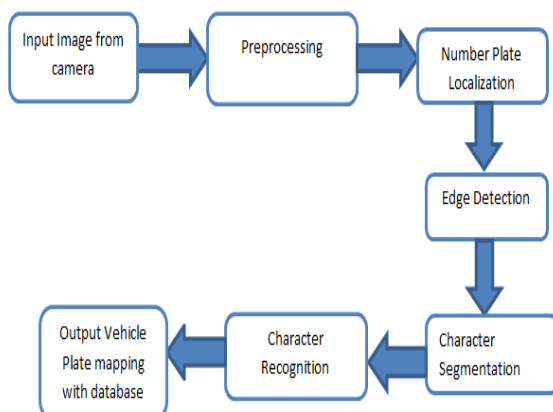 Input Image from
camera
Preprocessing
Number Plate
Localization
Edge Detection
Character
Segmentation
Character
Recognition
Output Vehicle
Plate mapping
with database